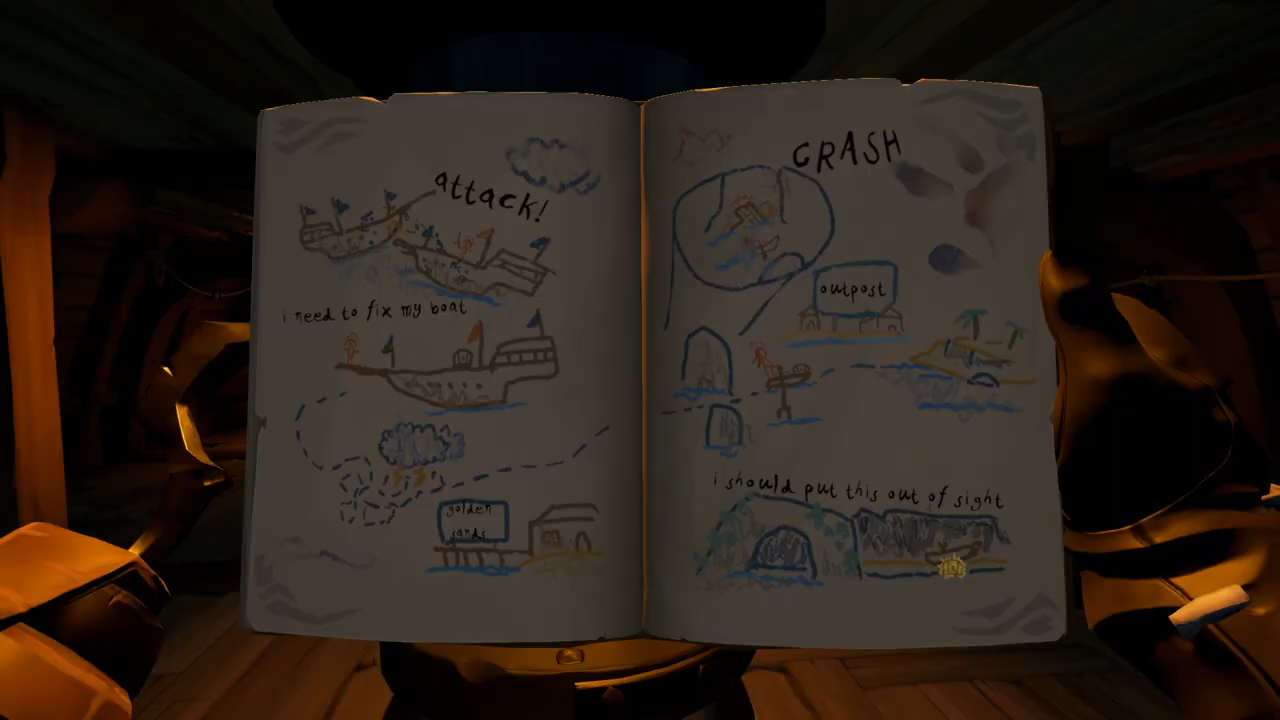 attack!
i need to fix my boat
golden
sands
CRASH
outpost
i should put this out of sight